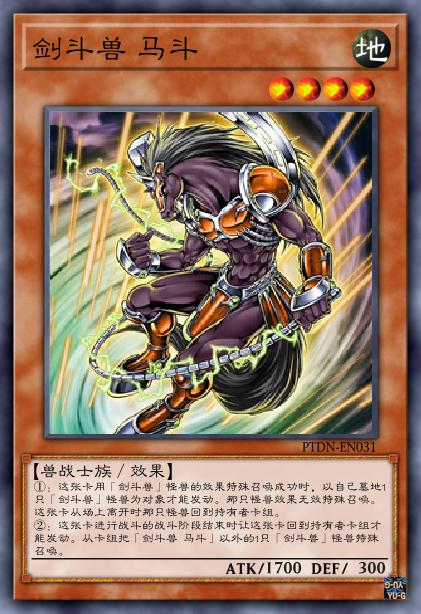 剑斗兽 马斗
地
PTDN-EN031
【兽战士族／效果】
①：这张卡用「剑斗兽」怪兽的效果特殊召唤成功时，以自己墓地1
只「剑斗兽」怪兽为对象才能发动。那只怪兽效果无效特殊召唤。
这张卡从场上离开时那只怪兽回到持有者卡组。
②：这张卡进行战斗的战斗阶段结束时让这张卡回到持有者卡组才
能发动。从卡组把「剑斗兽 马斗」以外的1只「剑斗兽」怪兽特殊
召唤。
ATK/1700 DEF/ 300